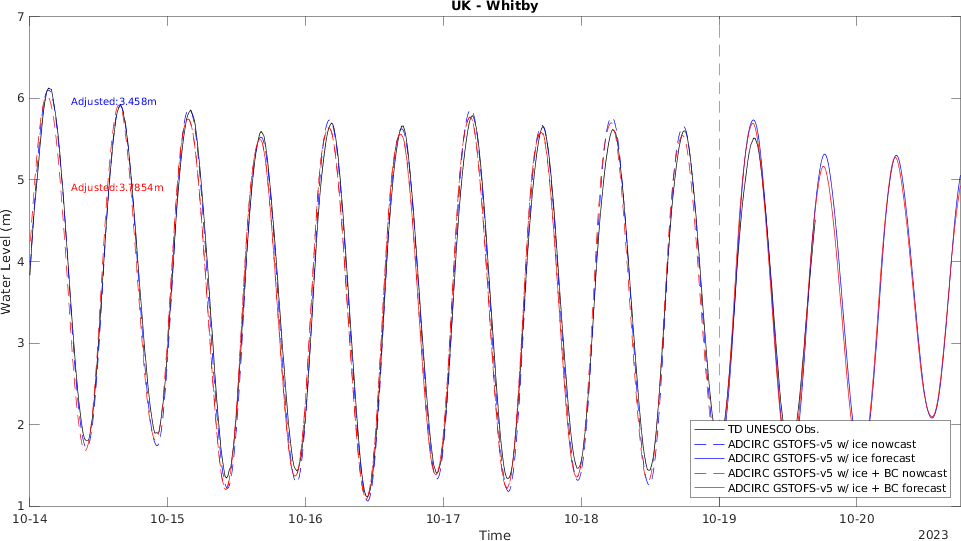 UK - Whitby
7
6
5
4
3
2
1
Water Level (m)
Adjusted:3.458m
Adjusted:3.7854m
TD UNESCO Obs.
ADCIRC GSTOFS-v5 w/ ice nowcast
ADCIRC GSTOFS-v5 w/ ice forecast
ADCIRC GSTOFS-v5 w/ ice + BC nowcast
ADCIRC GSTOFS-v5 w/ ice + BC forecast
10-14 10-15 10-16 10-17 10-18 10-19 10-20
Time
2023